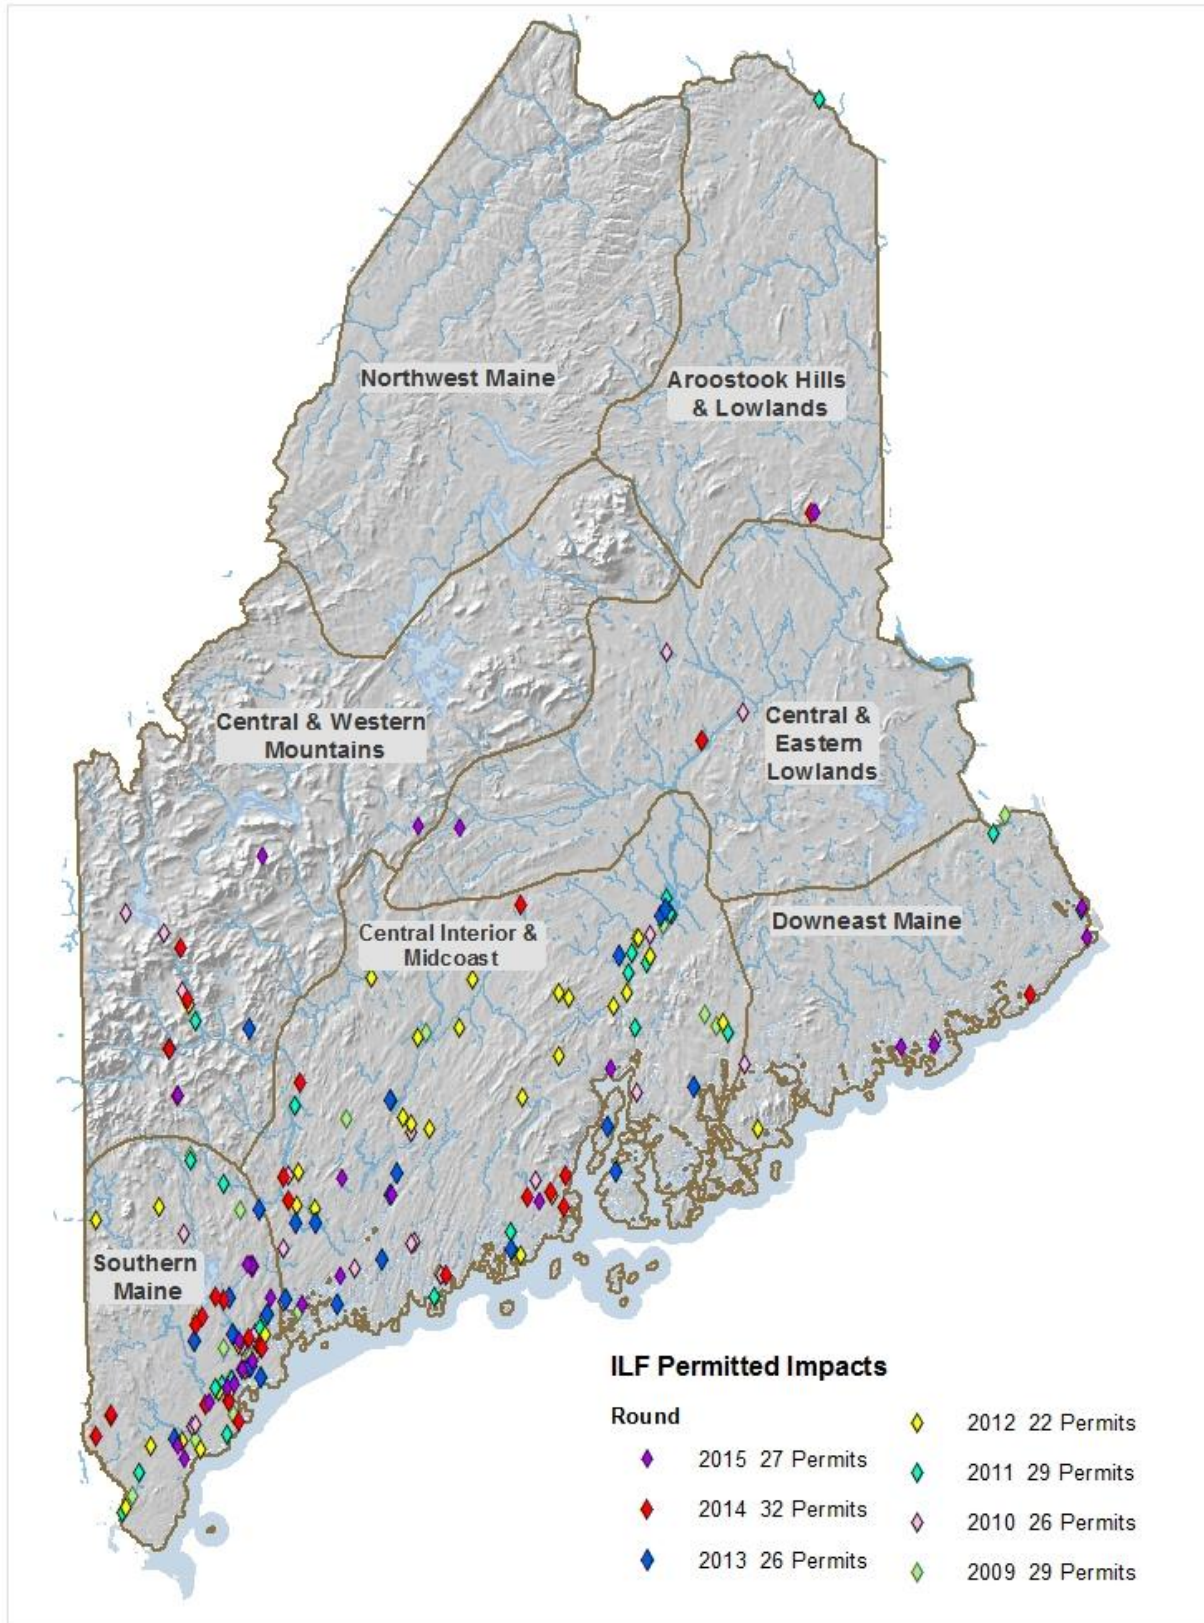 Northwest Maine
Aroostook Hills
& Lowlands
Central & Western
Mountains
Central &
Eastern
Lowlands
Central Interior &
Midcoast
Downeast Maine
Southern
Maine
ILF Permitted Impacts
Round
2015 27 Permits
2014 32 Permits
2013 26 Permits
2012 22 Permits
2011 29 Permits
2010 26 Permits
2009 29 Permits